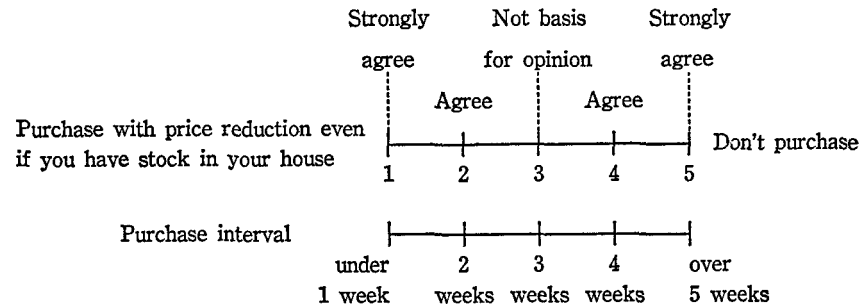 Strongly Not basis Strongly
agree for opinion agree
Agree Agree
Purchase with price reduction even
if you have stock in your house
Don't purchase
1 2 3 4 5
Purchase interval
under 2 3 4 over
1 week weeks weeks weeks 5 weeks